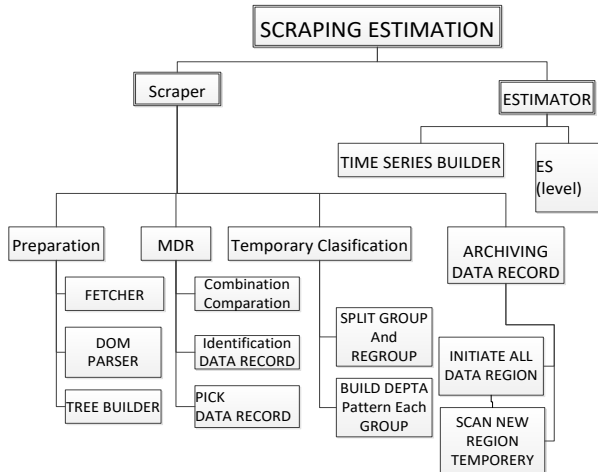 SCRAPING ESTIMATION
Scraper
ESTIMATOR
TIME SERIES BUILDER
ES
(level)
Preparation
MDR
Temporary Clasification
ARCHIVING
DATA RECORD
FETCHER
DOM
PARSER
TREE BUILDER
Combination
Comparation
Identification
DATA RECORD
PICK
DATA RECORD
SPLIT GROUP
And
REGROUP
BUILD DEPTA
Pattern Each
GROUP
INITIATE ALL
DATA REGION
SCAN NEW
REGION
TEMPORERY